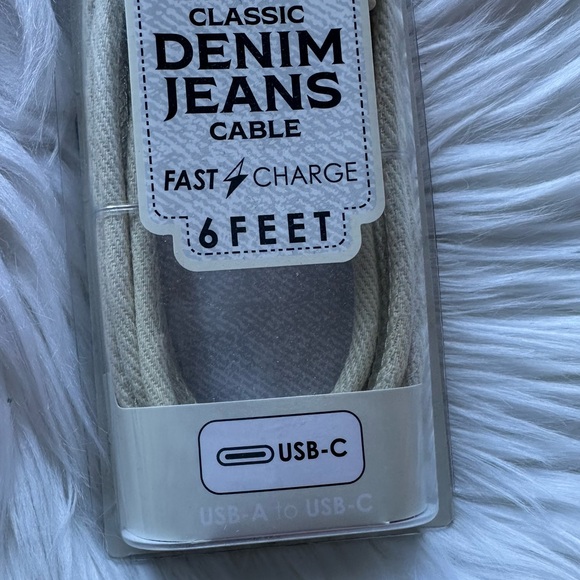 CLASSIC
DENIM
JEANS
CABLE
FAST CHARGE
6 FEET
USB-C
USB-A to USB-C